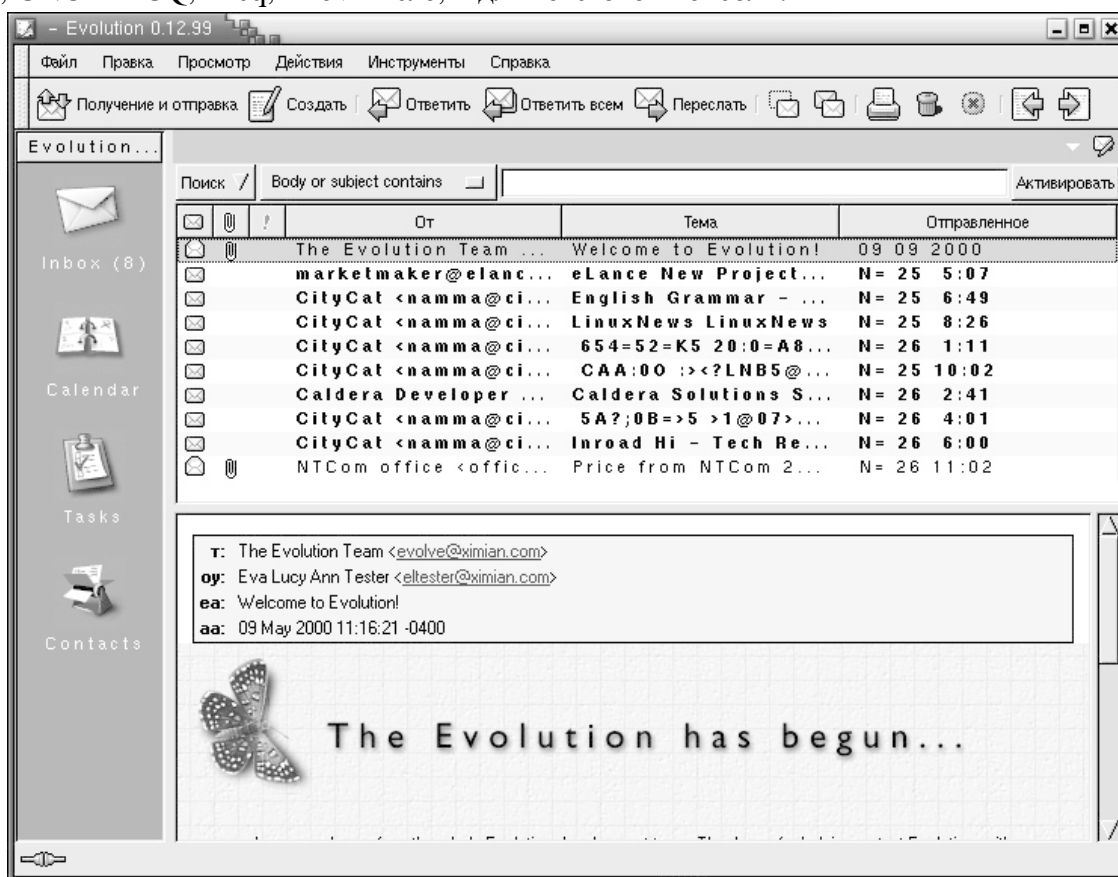 – Evolution 0.12.99
Файл Правка Просмотр Действия Инструменты Справка
Получение и отправка Создать Ответить Ответить всем Переслать
Evolution...
Поиск Body or subject contains Активировать
! От Тема Отправленное
The Evolution Team ... Welcome to Evolution! 09 09 2000
marketmaker@elanc... eLance New Project... N= 25 5:07
CityCat <namma@ci... English Grammar – ... N= 25 6:49
CityCat <namma@ci... LinuxNews LinuxNews N= 25 8:26
CityCat <namma@ci... 654=52=K5 20:0=A8... N= 26 1:11
CityCat <namma@ci... CAA:0O :><?LNB5@... N= 25 10:02
Caldera Developer ... Caldera Solutions S... N= 26 2:41
CityCat <namma@ci... 5A?;0B=>5 >1@07>... N= 26 4:01
CityCat <namma@ci... Inroad Hi – Tech Re... N= 26 6:00
NTCom office <offic... Price from NTCom 2... N= 26 11:02
Inbox (8)
Calendar
Tasks
Contacts
т: The Evolution Team <evolve@ximian.com>
оу: Eva Lucy Ann Tester <eltester@ximian.com>
еа: Welcome to Evolution!
аа: 09 May 2000 11:16:21 -0400
The Evolution has begun...